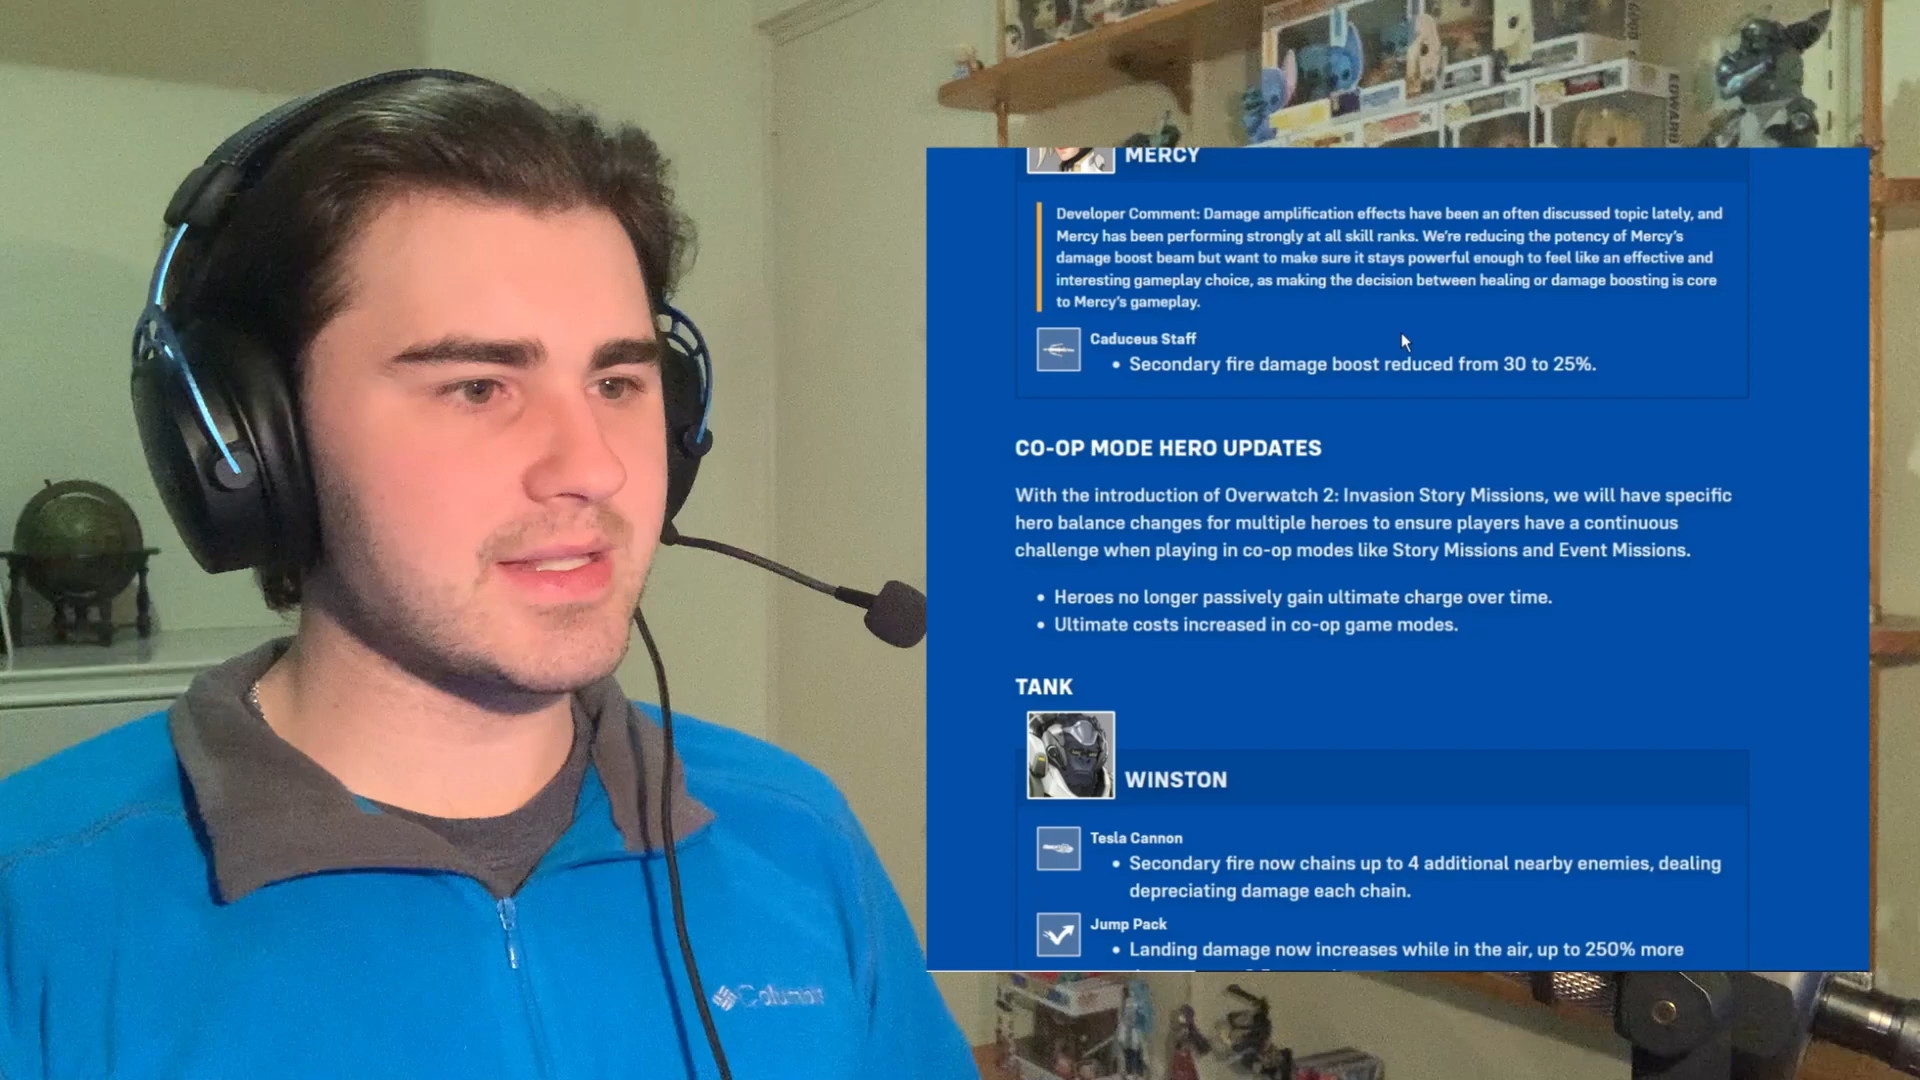 MERCY
Developer Comment: Damage amplification effects have been an often discussed topic lately, and
Mercy has been performing strongly at all skill ranks. We're reducing the potency of Mercy's
damage boost beam but want to make sure it stays powerful enough to feel like an effective and
interesting gameplay choice, as making the decision between healing or damage boosting is core
to Mercy's gameplay.
Caduceus Staff
• Secondary fire damage boost reduced from 30 to 25%.
CO-OP MODE HERO UPDATES
With the introduction of Overwatch 2: Invasion Story Missions, we will have specific
hero balance changes for multiple heroes to ensure players have a continuous
challenge when playing in co-op modes like Story Missions and Event Missions.
• Heroes no longer passively gain ultimate charge over time.
• Ultimate costs increased in co-op game modes.
TANK
WINSTON
Tesla Cannon
• Secondary fire now chains up to 4 additional nearby enemies, dealing
depreciating damage each chain.
Jump Pack
• Landing damage now increases while in the air, up to 250% more
Columbia
EDWARD